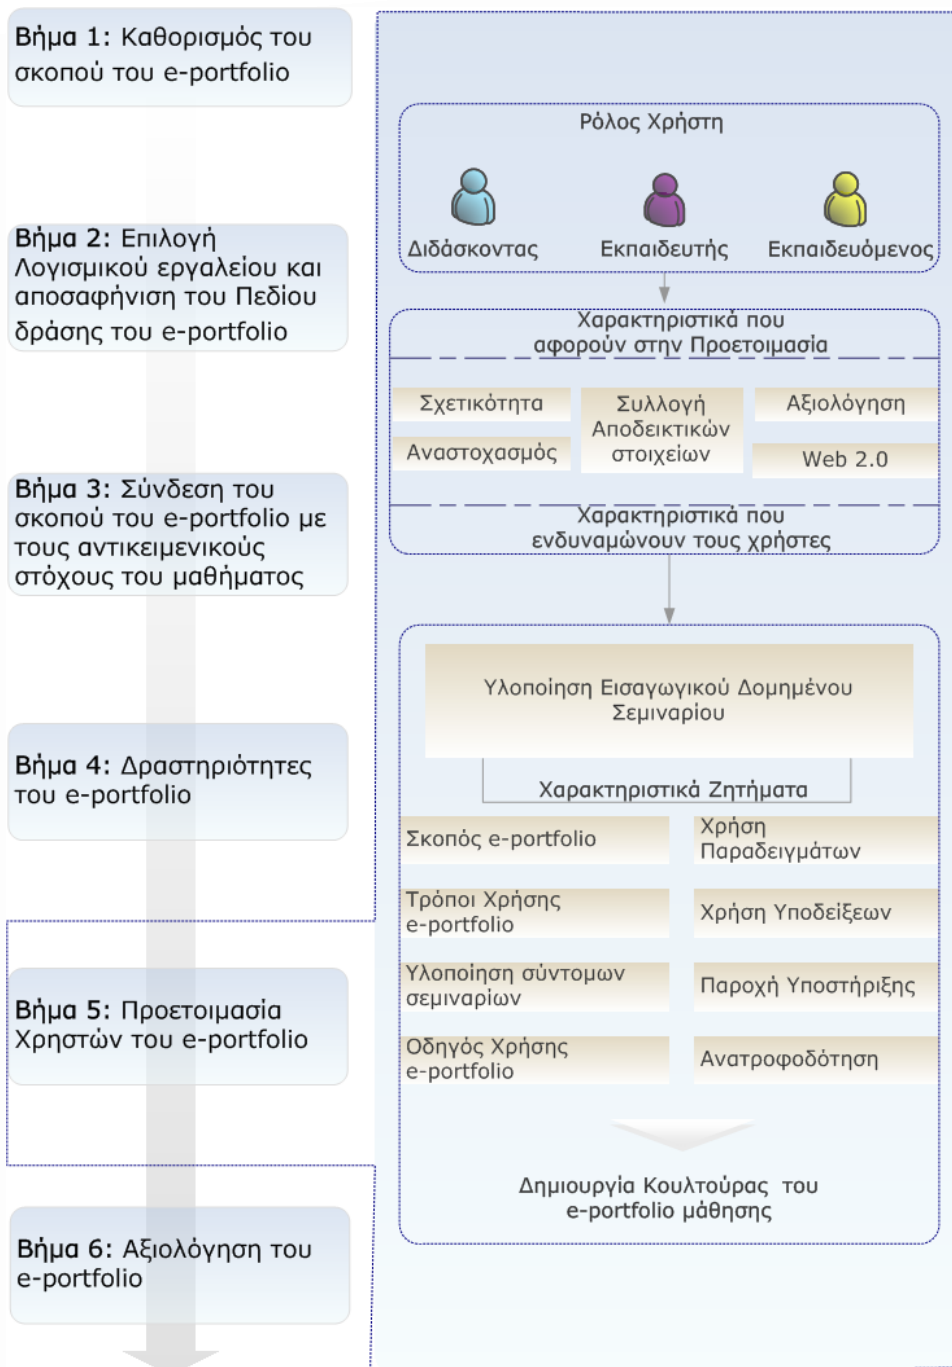 Βήμα 1: Καθορισμός του
σκοπού του e-portfolio
Βήμα 2: Επιλογή
Λογισμικού εργαλείου και
αποσαφήνιση του Πεδίου
δράσης του e-portfolio
Βήμα 3: Σύνδεση του
σκοπού του e-portfolio με
τους αντικειμενικούς
στόχους του μαθήματος
Βήμα 4: Δραστηριότητες
του e-portfolio
Βήμα 5: Προετοιμασία
Χρηστών του e-portfolio
Βήμα 6: Αξιολόγηση του
e-portfolio
Ρόλος Χρήστη
Διδάσκοντας
Εκπαιδευτής
Εκπαιδευόμενος
Χαρακτηριστικά που
αφορούν στην Προετοιμασία
Σχετικότητα
Αναστοχασμός
Συλλογή
Αποδεικτικών
στοιχείων
Αξιολόγηση
Web 2.0
Χαρακτηριστικά που
ενδυναμώνουν τους χρήστες
Υλοποίηση Εισαγωγικού Δομημένου
Σεμιναρίου
Χαρακτηριστικά Ζητήματα
Σκοπός e-portfolio
Τρόποι Χρήσης
e-portfolio
Υλοποίηση σύντομων
σεμιναρίων
Οδηγός Χρήσης
e-portfolio
Χρήση
Παραδειγμάτων
Χρήση Υποδείξεων
Παροχή Υποστήριξης
Ανατροφοδότηση
Δημιουργία Κουλτούρας του
e-portfolio μάθησης